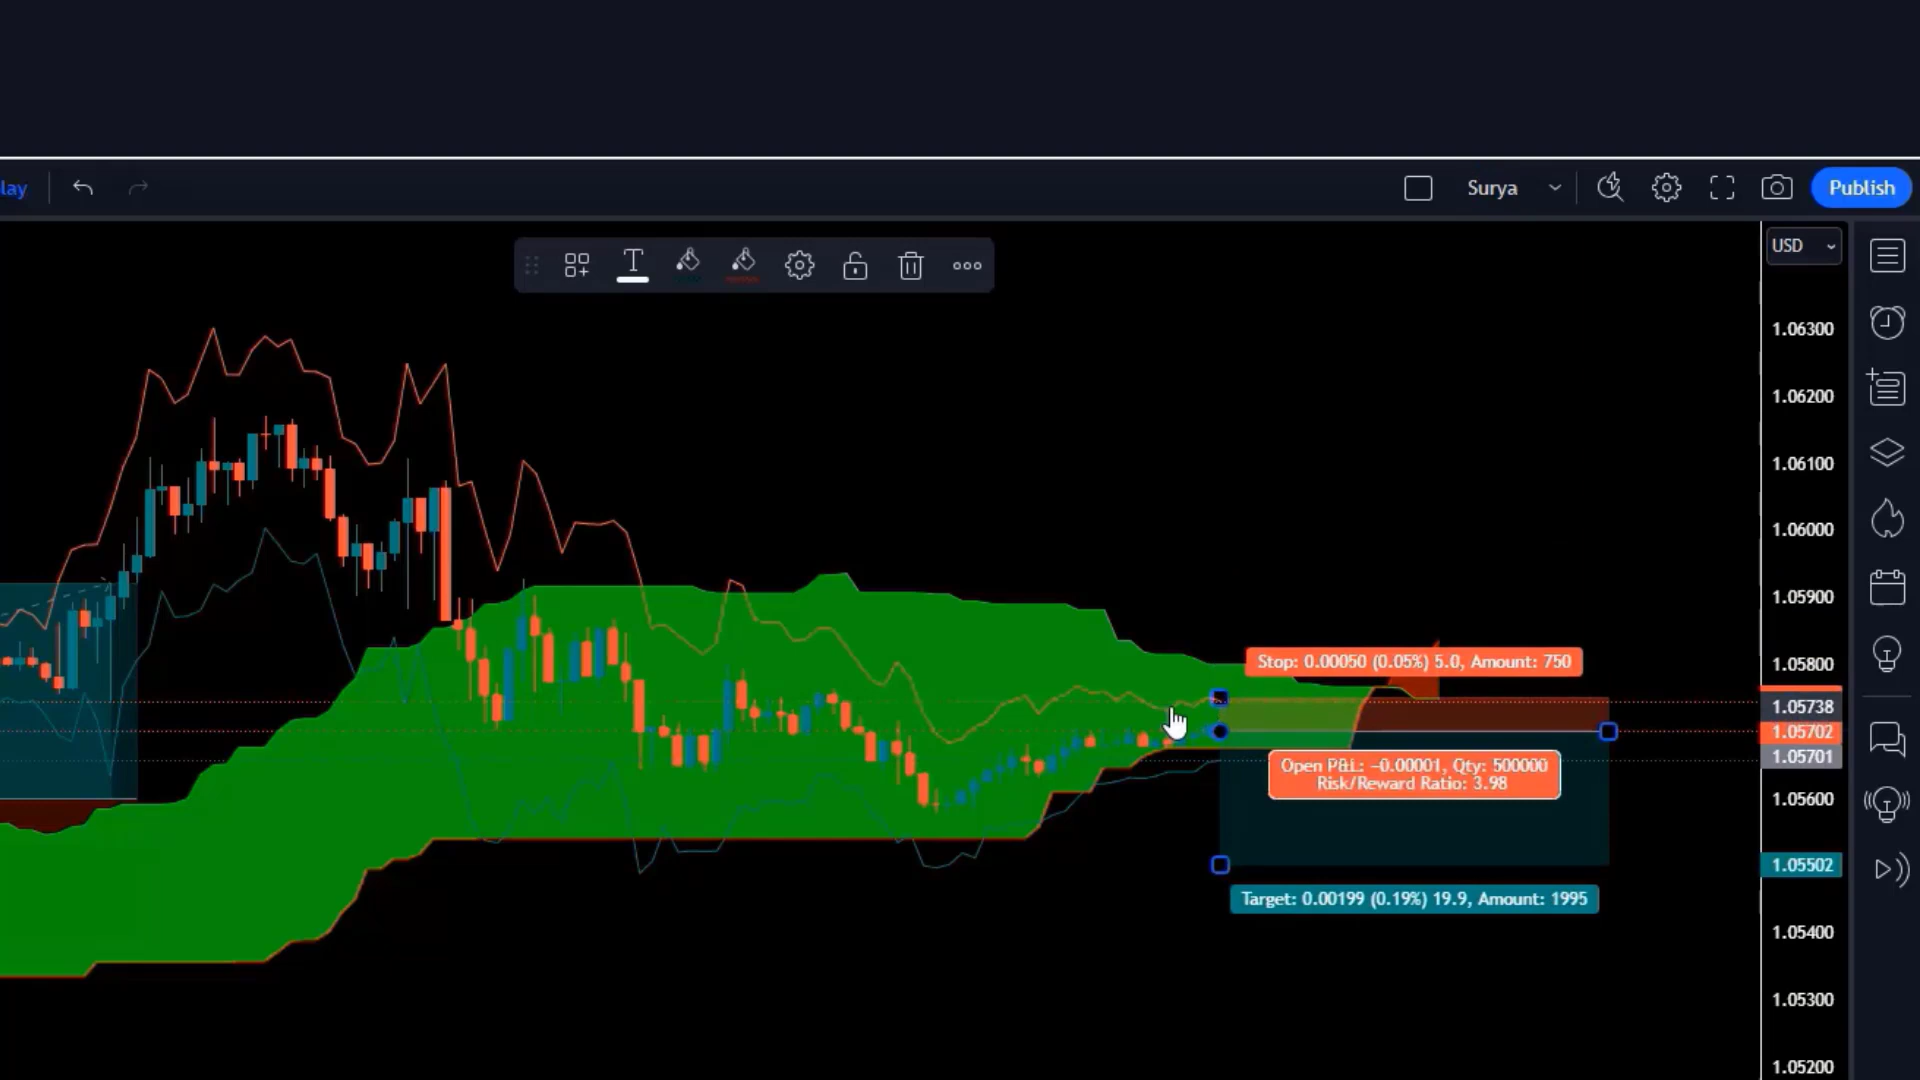 lay
Surya
Publish
T
USD
1.06300
1.06200
1.06100
1.06000
1.05900
1.05800
Stop: 0.00050 (0.05%) 5.0, Amount: 750
1.05738
1.05702
1.05701
Open P&L: −0.00001, Qty: 500000
Risk/Reward Ratio: 3.98
1.05600
1.05502
Target: 0.00199 (0.19%) 19.9, Amount: 1995
1.05400
1.05300
1.05200